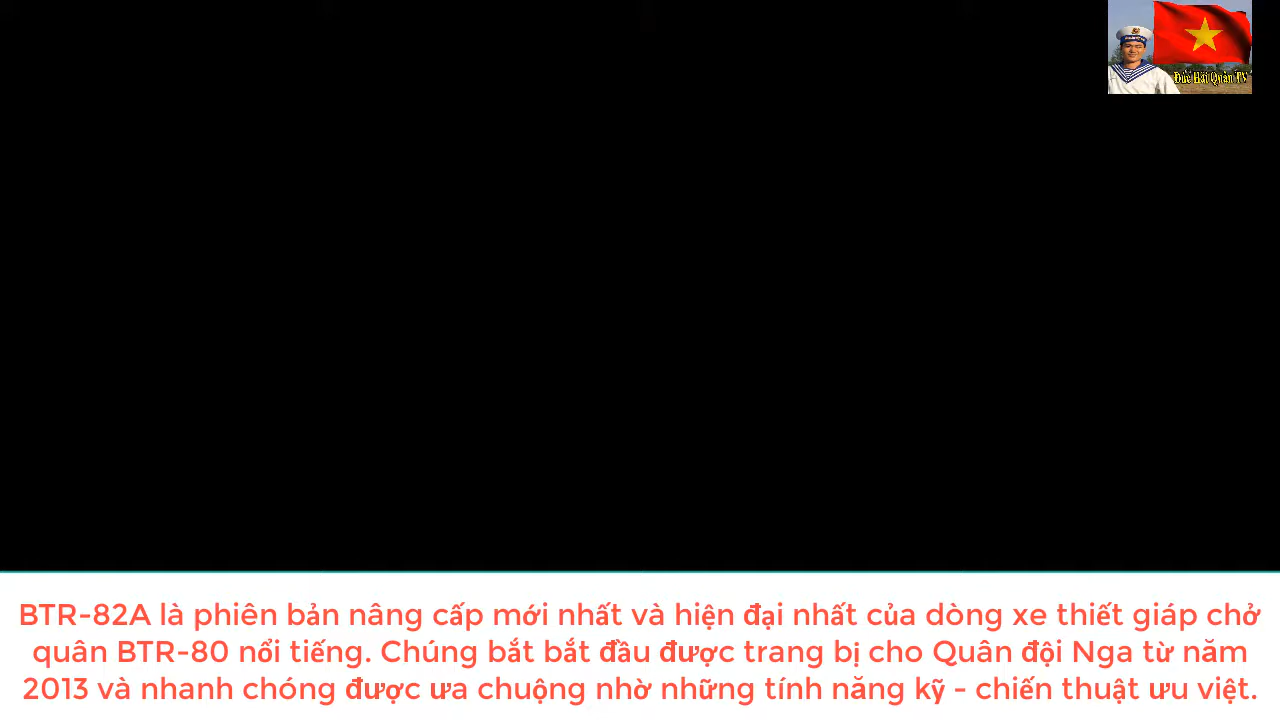 Đức Hải Quân TV
BTR-82A là phiên bản nâng cấp mới nhất và hiện đại nhất của dòng xe thiết giáp chở
quân BTR-80 nổi tiếng. Chúng bắt bắt đầu được trang bị cho Quân đội Nga từ năm
2013 và nhanh chóng được ưa chuộng nhờ những tính năng kỹ - chiến thuật ưu việt.